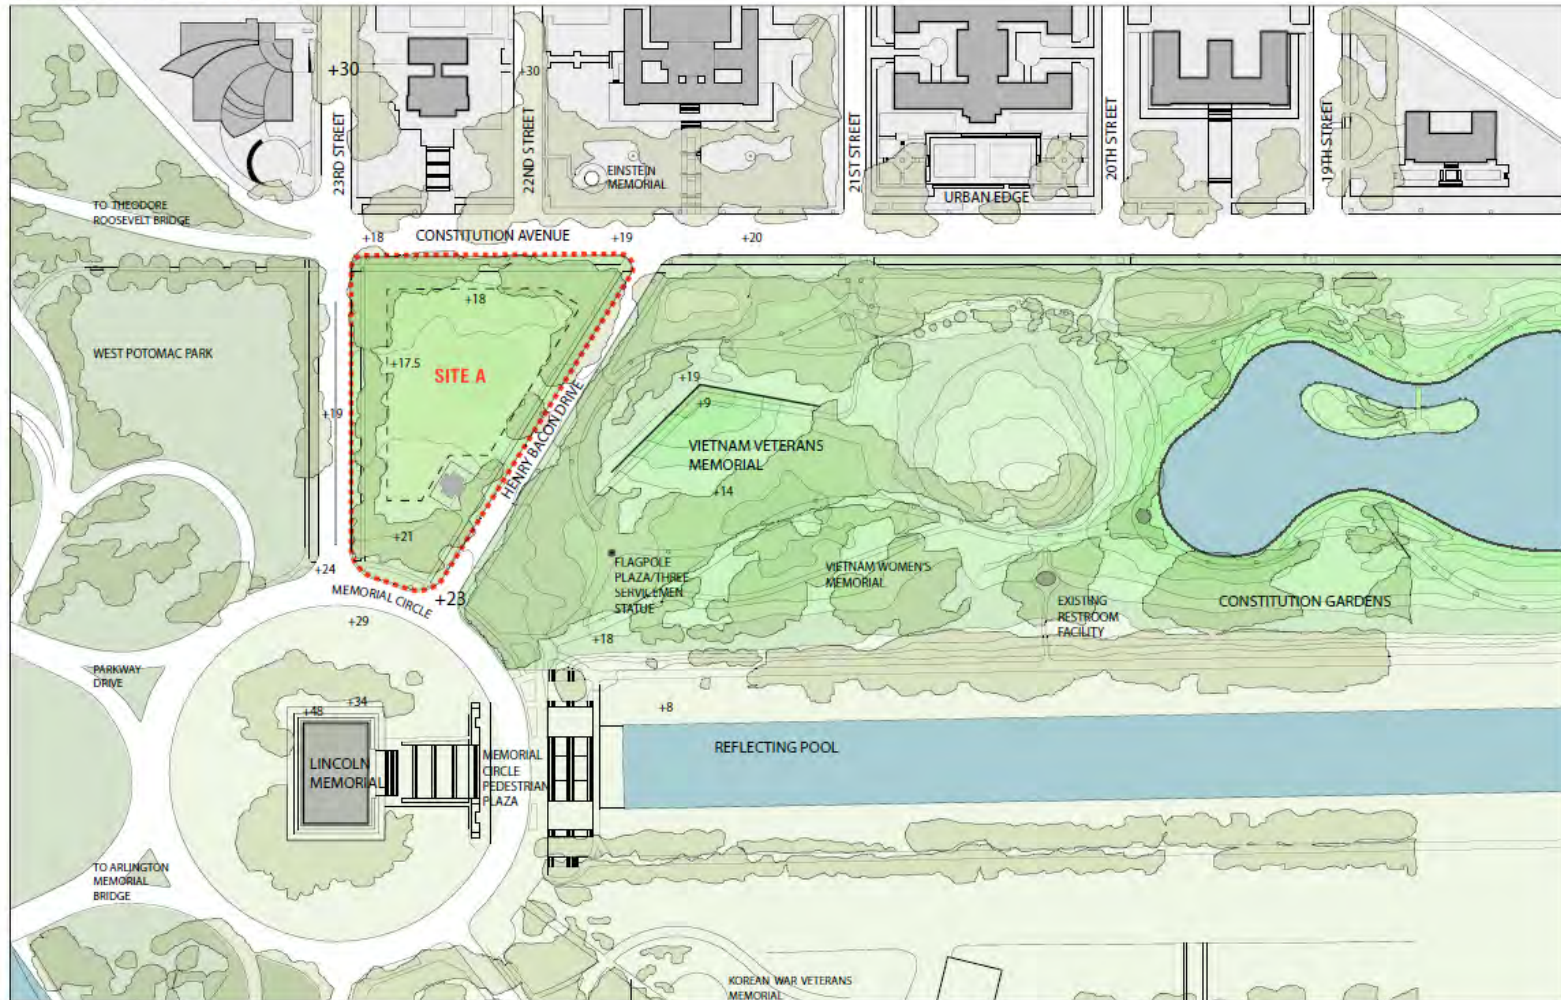 +30
+30
23RD STREET
22ND STREET
21ST STREET
20TH STREET
19TH STREET
EINSTEIN
MEMORIAL
URBAN EDGE
TO THEODORE
ROOSEVELT BRIDGE
+18
CONSTITUTION AVENUE
+19
+20
+18
WEST POTOMAC PARK
+17.5
SITE A
+19
HENRY BACON DRIVE
+19
+9
VIETNAM VETERANS
MEMORIAL
+14
+21
+24
MEMORIAL CIRCLE
+23
+29
FLAGPOLE
PLAZA/THREE
SERVICEMEN
STATUE
VIETNAM WOMEN'S
MEMORIAL
EXISTING
RESTROOM
FACILITY
CONSTITUTION GARDENS
+18
PARKWAY
DRIVE
+48
+34
+8
LINCOLN
MEMORIAL
MEMORIAL
CIRCLE
PEDESTRIAN
PLAZA
REFLECTING POOL
TO ARLINGTON
MEMORIAL
BRIDGE
KOREAN WAR VETERANS
MEMORIAL